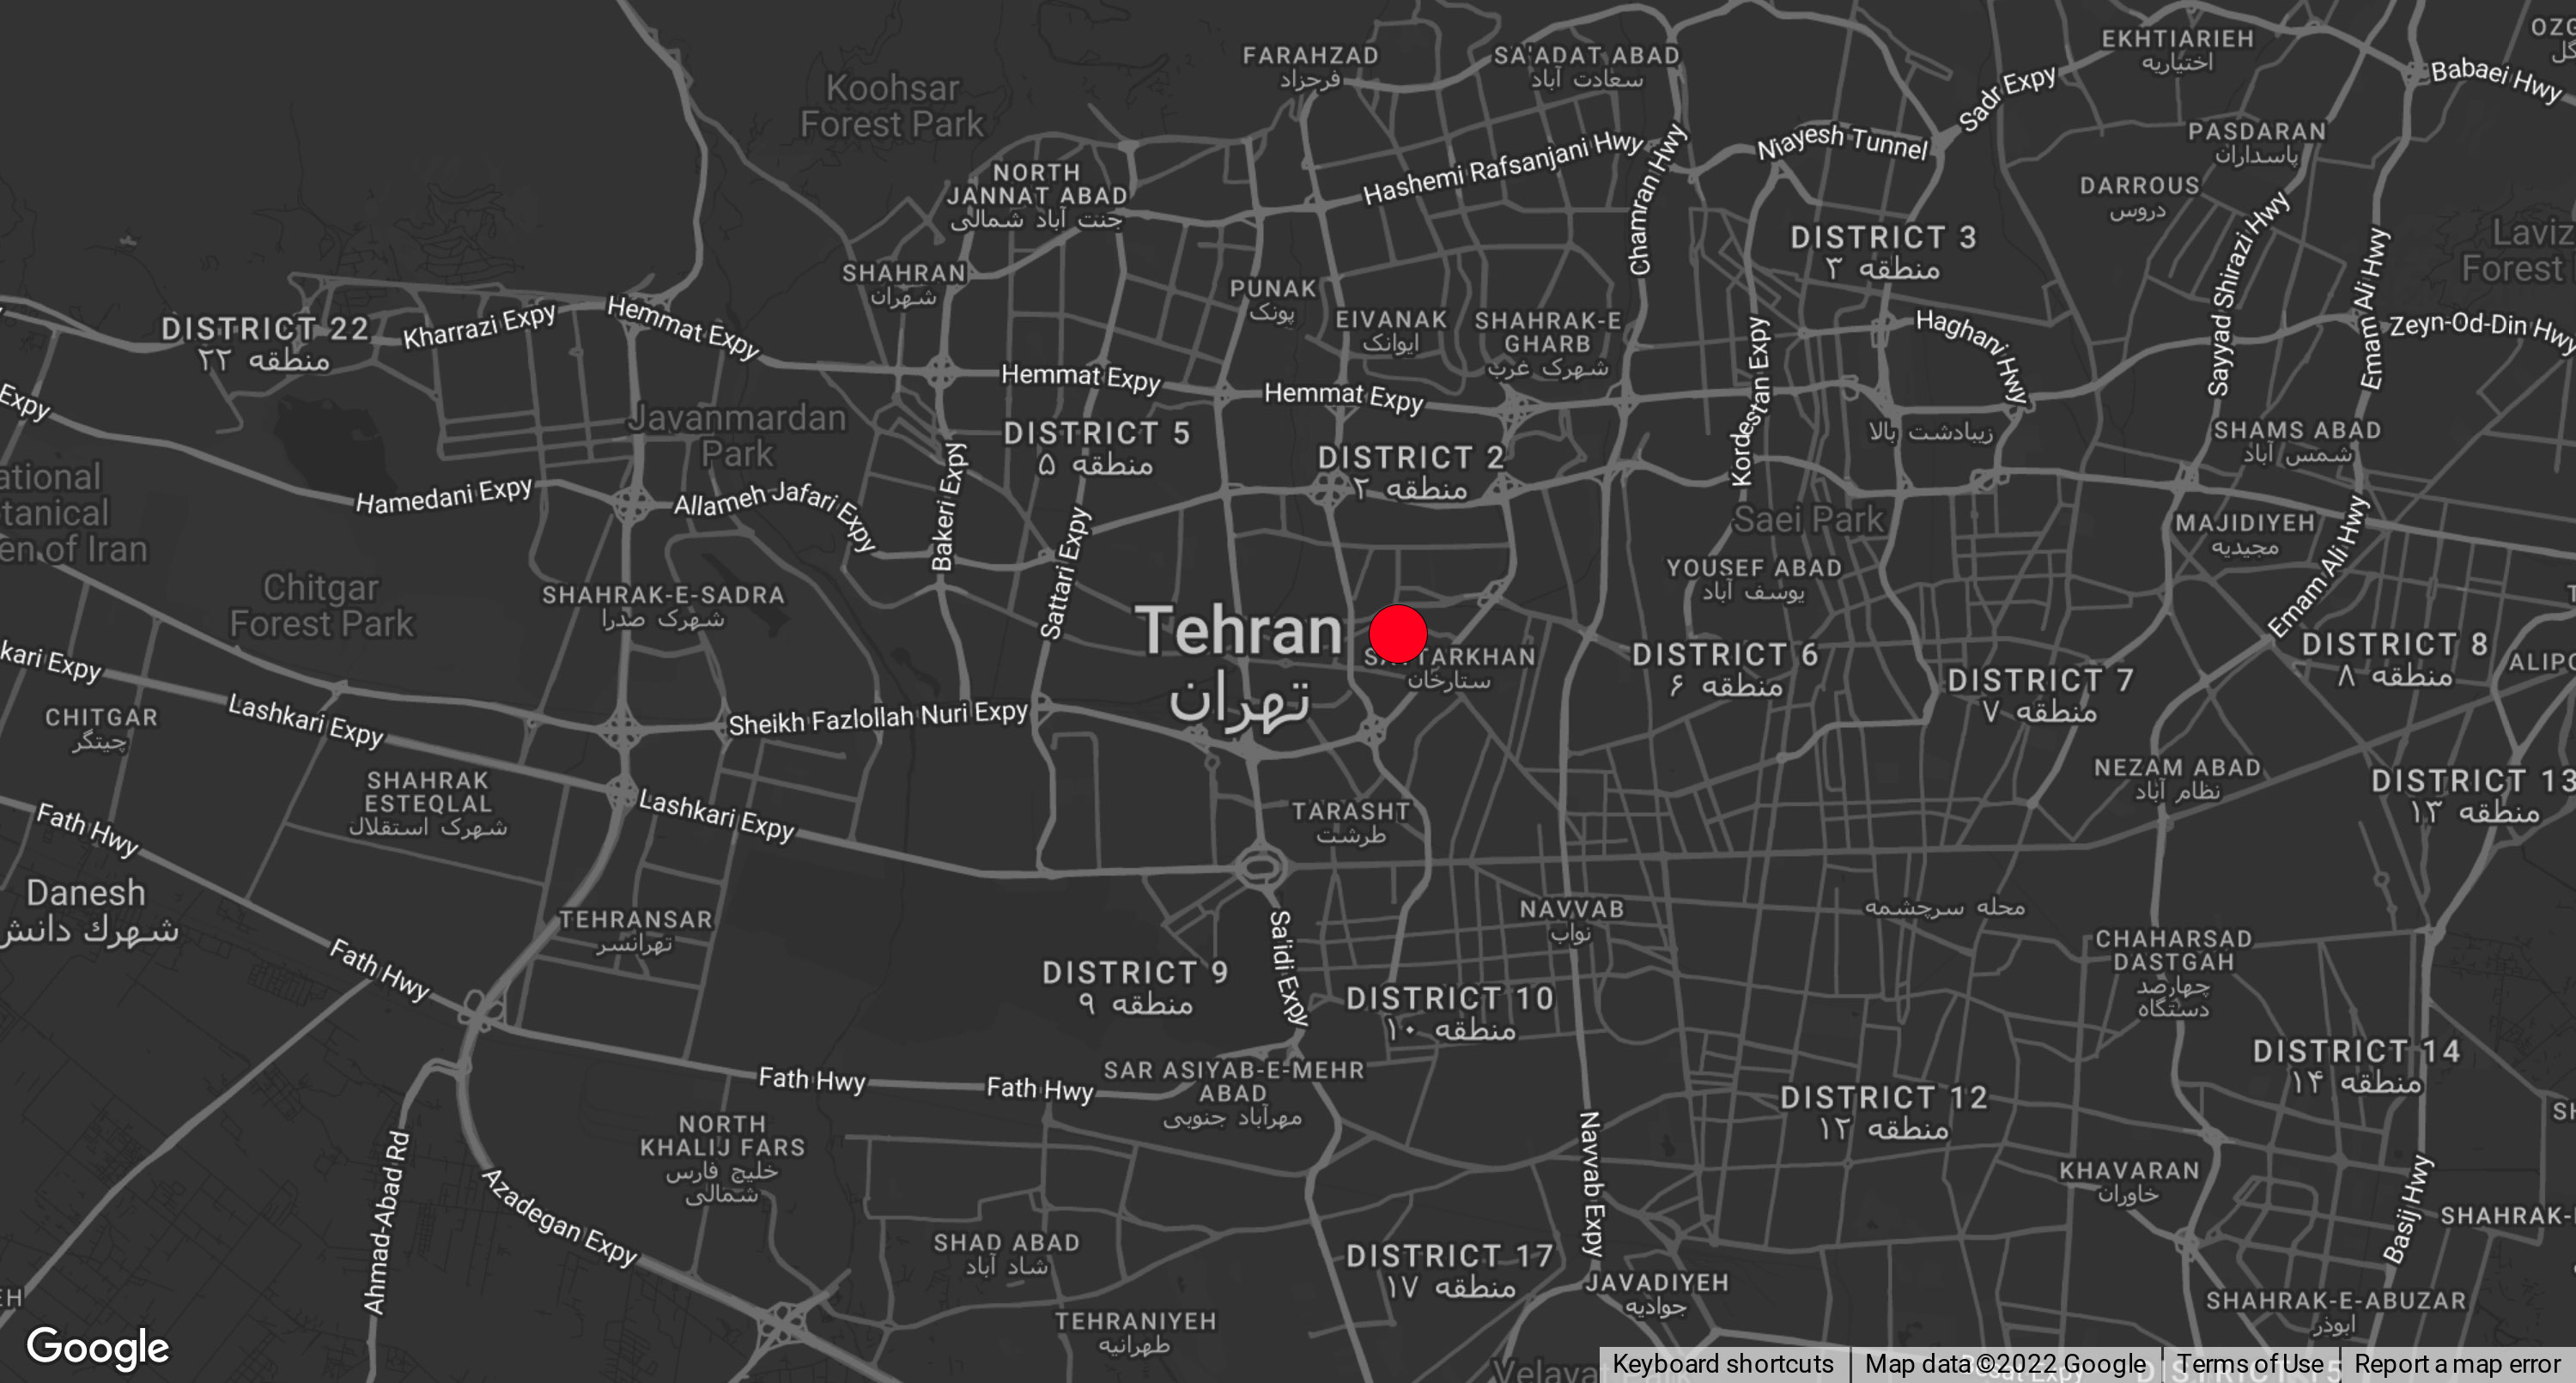 FARAHZAD
فرحزاد
SA'ADAT ABAD
سعادت آباد
EKHTIARIEH
اختیاریه
Babaei Hwy
Koohsar
Forest Park
Sadr Expy
PASDARAN
پاسداران
Niayesh Tunnel
Hashemi Rafsanjani Hwy
Chamran Hwy
NORTH
JANNAT ABAD
جنت آباد شمالی
DARROUS
دروس
DISTRICT 3
منطقه ۳
Sayyad Shirazi Hwy
Emam Ali Hwy
Laviz
Forest
SHAHRAN
شهران
PUNAK
پونک
EIVANAK
ایوانک
SHAHRAK-E
GHARB
شهرک غرب
Haghani Hwy
Zeyn-Od-Din Hwy
DISTRICT 22
منطقه ۲۲
Kharrazi Expy
Hemmat Expy
Hemmat Expy
Hemmat Expy
Kordestan Expy
Expy
Javanmardan
Park
DISTRICT 5
منطقه ۵
DISTRICT 2
منطقه ۲
زیبادشت بالا
SHAMS ABAD
شمس آباد
ational
tanical
en of Iran
Hamedani Expy
Allameh Jafari Expy
Bakeri Expy
Sattari Expy
Saei Park
MAJIDIYEH
مجیدیه
Emam Ali Hwy
YOUSEF ABAD
یوسف آباد
Chitgar
Forest Park
SHAHRAK-E-SADRA
شهرک صدرا
Tehran
تهران
ستارخان
DISTRICT 6
منطقه ۶
DISTRICT 7
منطقه ۷
DISTRICT 8
منطقه ۸
kari Expy
CHITGAR
چیتگر
Lashkari Expy
Sheikh Fazlollah Nuri Expy
SHAHRAK
ESTEQLAL
شهرک استقلال
Lashkari Expy
TARASHT
طرشت
NEZAM ABAD
نظام آباد
DISTRICT 13
منطقه ۱۳
Fath Hwy
Danesh
شهرك دانش
TEHRANSAR
تهرانسر
Fath Hwy
NAVVAB
نواب
محله سرچشمه
CHAHARSAD
DASTGAH
چهارصد
دستگاه
DISTRICT 9
منطقه ۹
Sa'idi Expy
DISTRICT 10
منطقه ۱۰
DISTRICT 14
منطقه ۱۴
Fath Hwy
Fath Hwy
SAR ASIYAB-E-MEHR
ABAD
مهرآباد جنوبی
DISTRICT 12
منطقه ۱۲
NORTH
KHALIJ FARS
خلیج فارس
شمالی
Ahmad-Abad Rd
Azadegan Expy
Navvab Expy
KHAVARAN
خاوران
Basij Hwy
SHAHRAK-
SHAD ABAD
شاد آباد
DISTRICT 17
منطقه ۱۷
JAVADIYEH
جوادیه
SHAHRAK-E-ABUZAR
ابوذر
TEHRANIYEH
طهرانیه
Google
Keyboard shortcuts
Map data ©2022 Google
Terms of Use
Report a map error